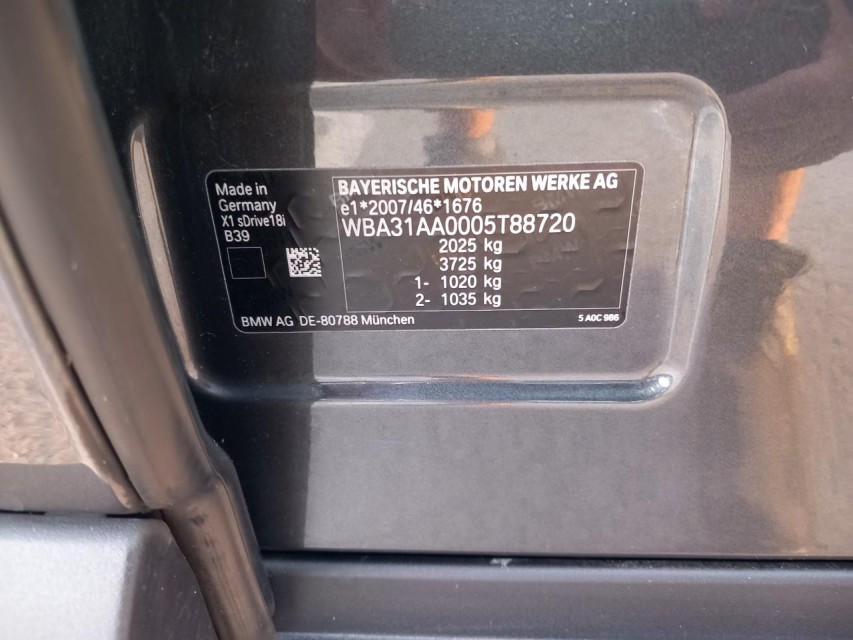 Made in
Germany
X1 sDrive18i
B39
BAYERISCHE MOTOREN WERKE AG
e1*2007/46*1676
WBA31AA0005T88720
2025 kg
3725 kg
1- 1020 kg
2- 1035 kg
BMW AG DE-80788 München
5 A0C 986